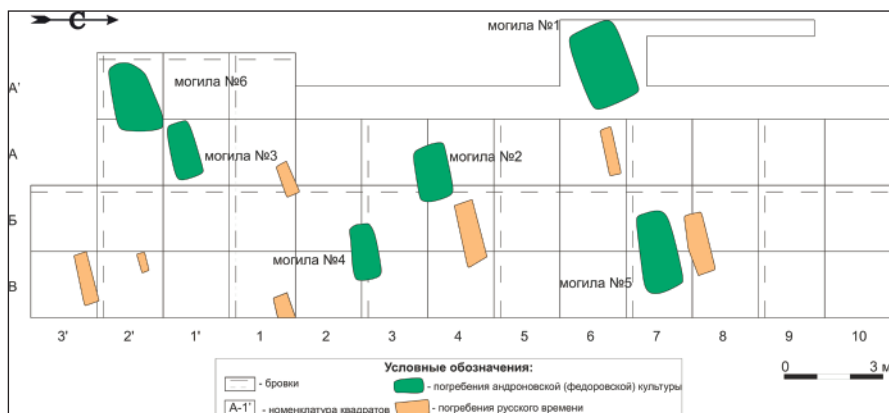 С
могила №1
А'
могила №6
А
могила №3
могила №2
Б
могила №4
могила №5
В
3' 2' 1' 1 2 3 4 5 6 7 8 9 10
Условные обозначения:
0 3 м
- бровки
- погребения андроновской (федоровской) культуры
А-1' - номенклатура квадратов
- погребения русского времени